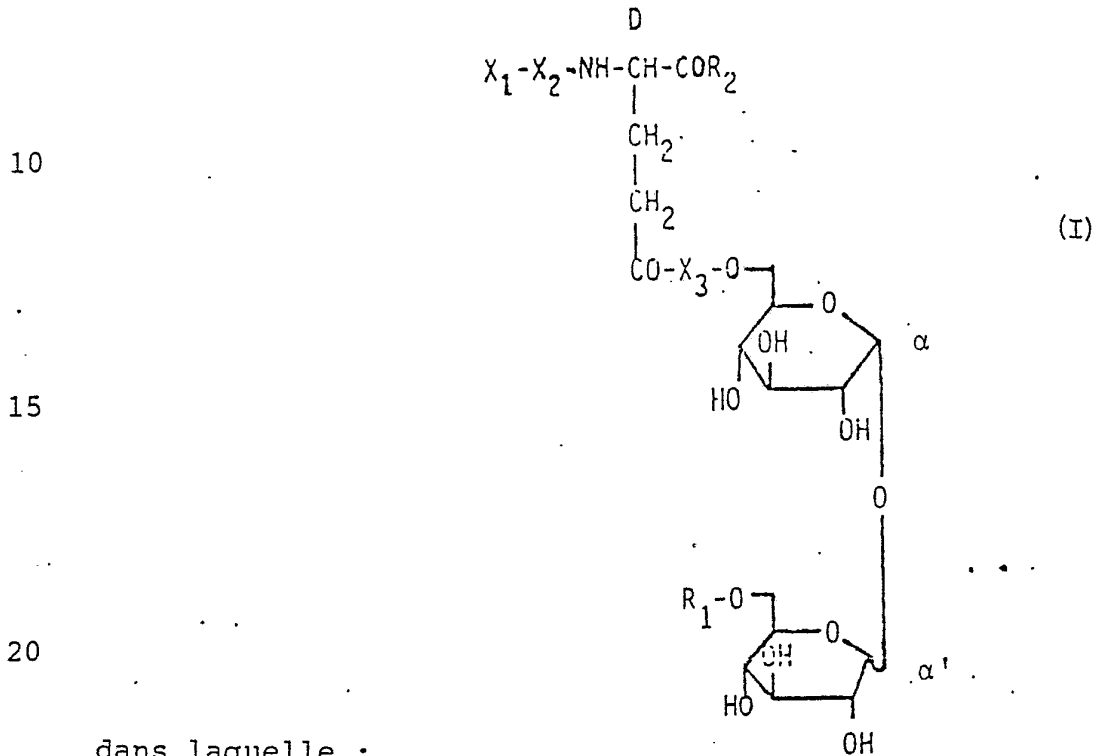 D
X₁-X₂-NH-CH-COR₂
CH₂
10
CH₂
(I)
CO-X₃-O
O
OH
α
HO
15
OH
O
R₁-O
O
20
OH
α'
HO
OH
dans laquelle :